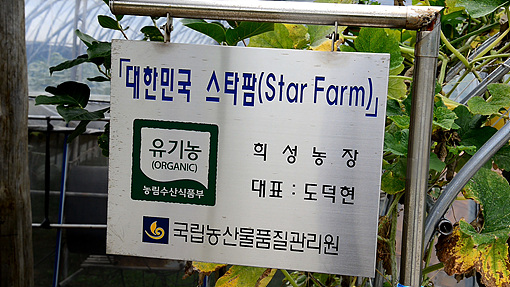 「대한민국 스타팜(Star Farm)」
유기농
(ORGANIC)
농림수산식품부
희성농장
대표 : 도덕현
국립농산물품질관리원